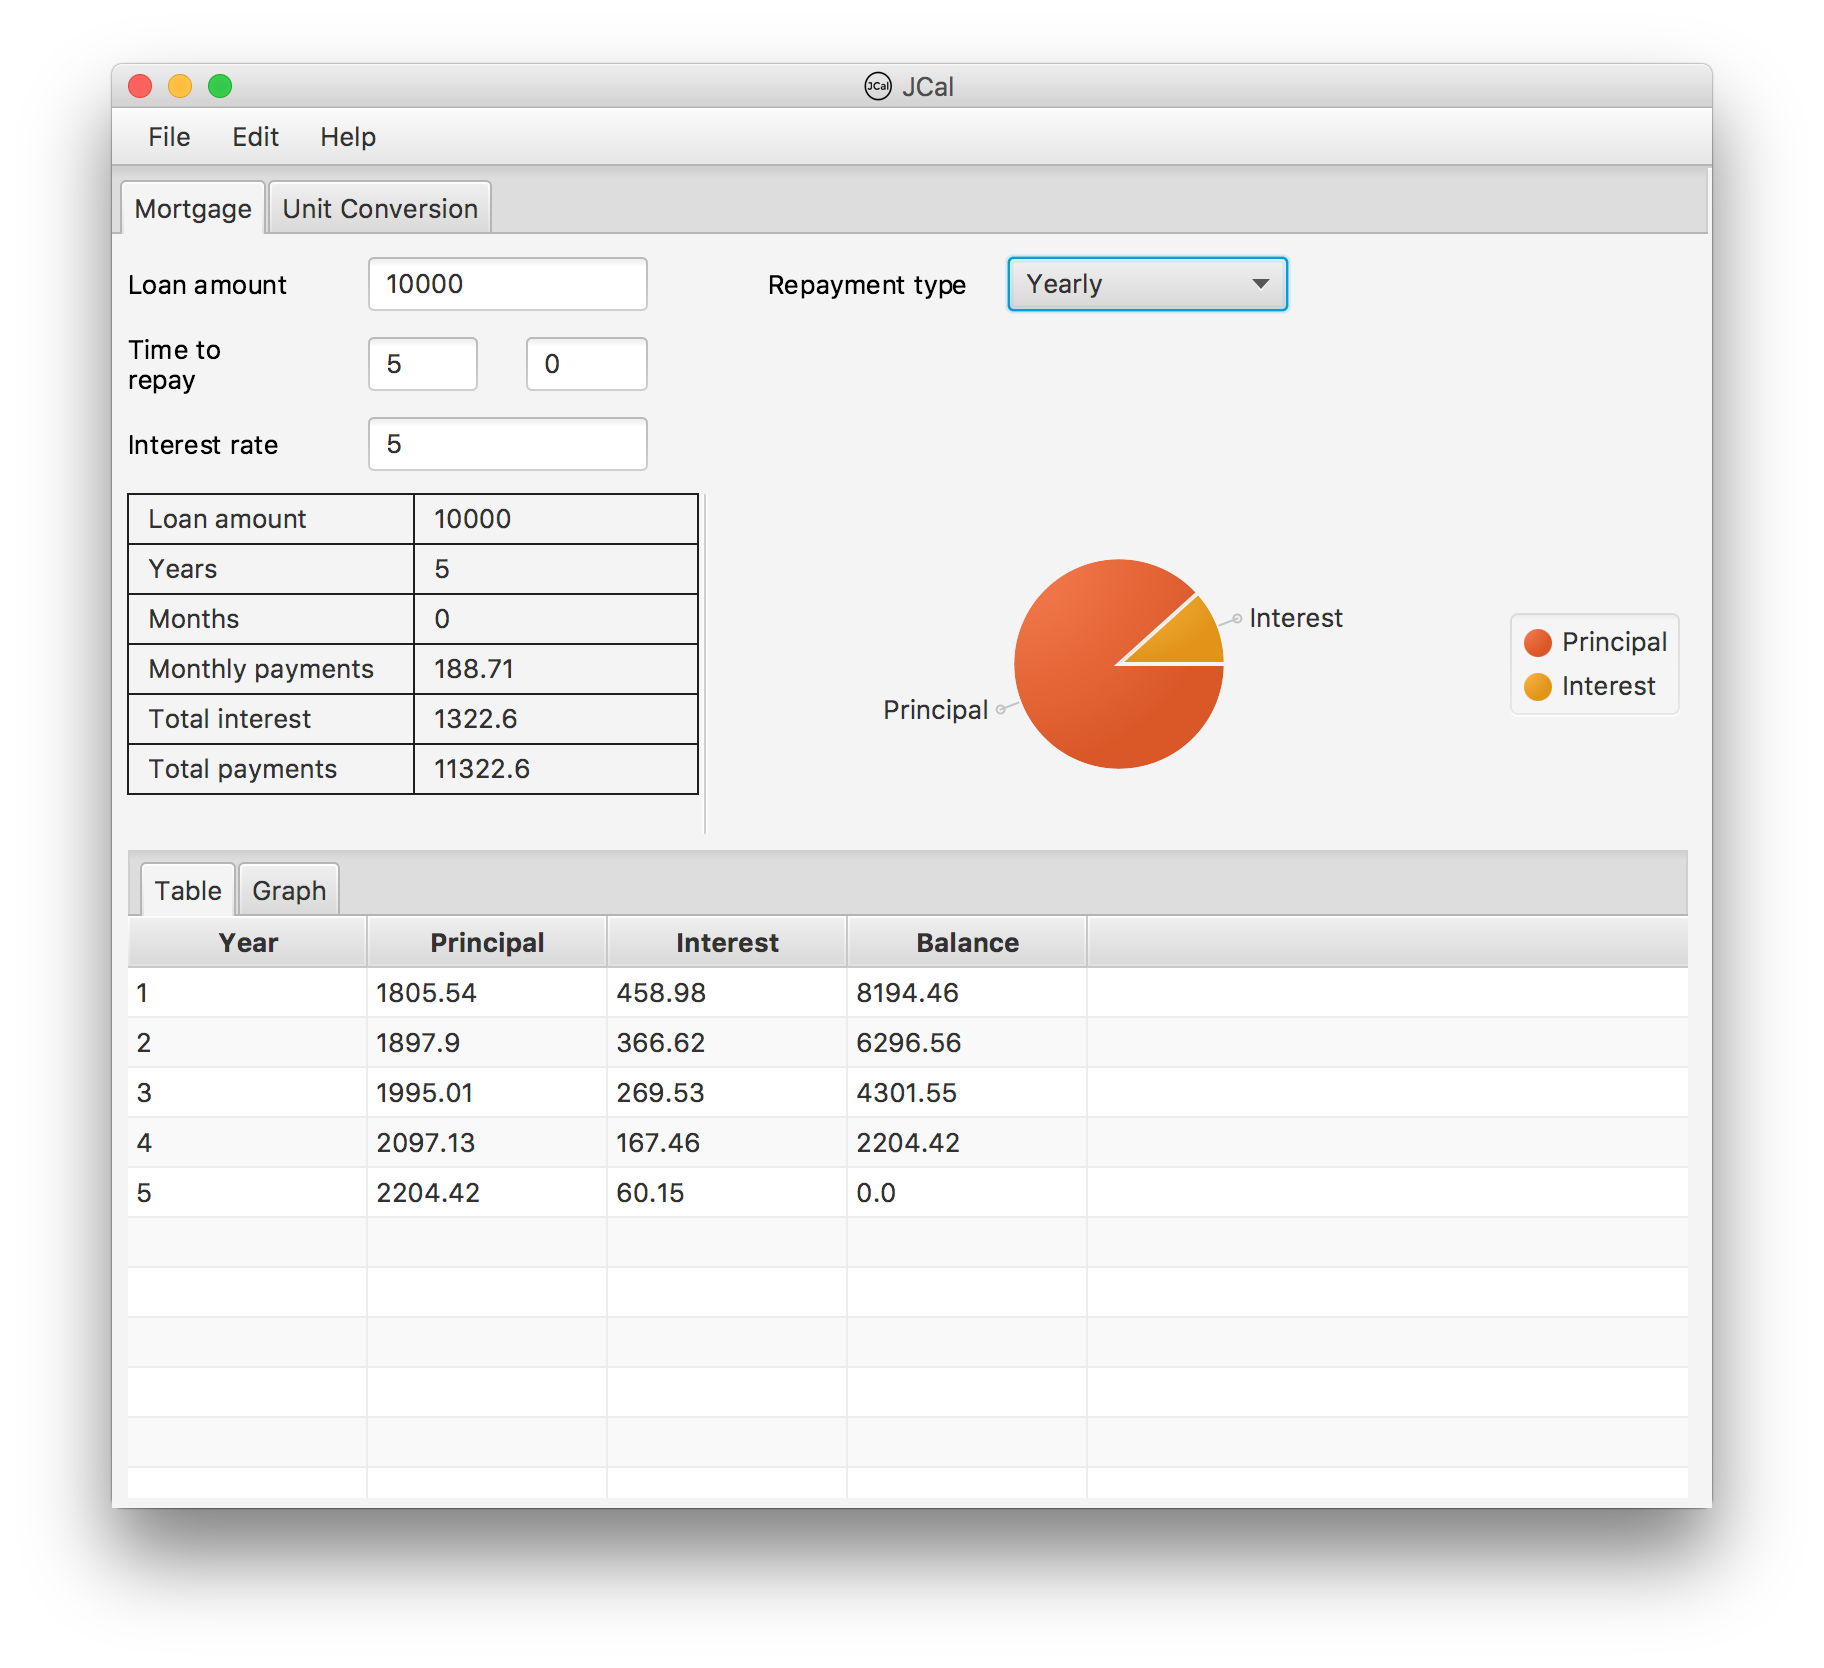 JCal JCal
File Edit Help
Mortgage Unit Conversion
Loan amount 10000 Repayment type Yearly
Time to
repay 5 0
Interest rate 5
Loan amount 10000
Years 5
Months 0
Monthly payments 188.71
Total interest 1322.6
Total payments 11322.6
Interest
Principal
Principal
Interest
Table Graph
Year Principal Interest Balance
1 1805.54 458.98 8194.46
2 1897.9 366.62 6296.56
3 1995.01 269.53 4301.55
4 2097.13 167.46 2204.42
5 2204.42 60.15 0.0